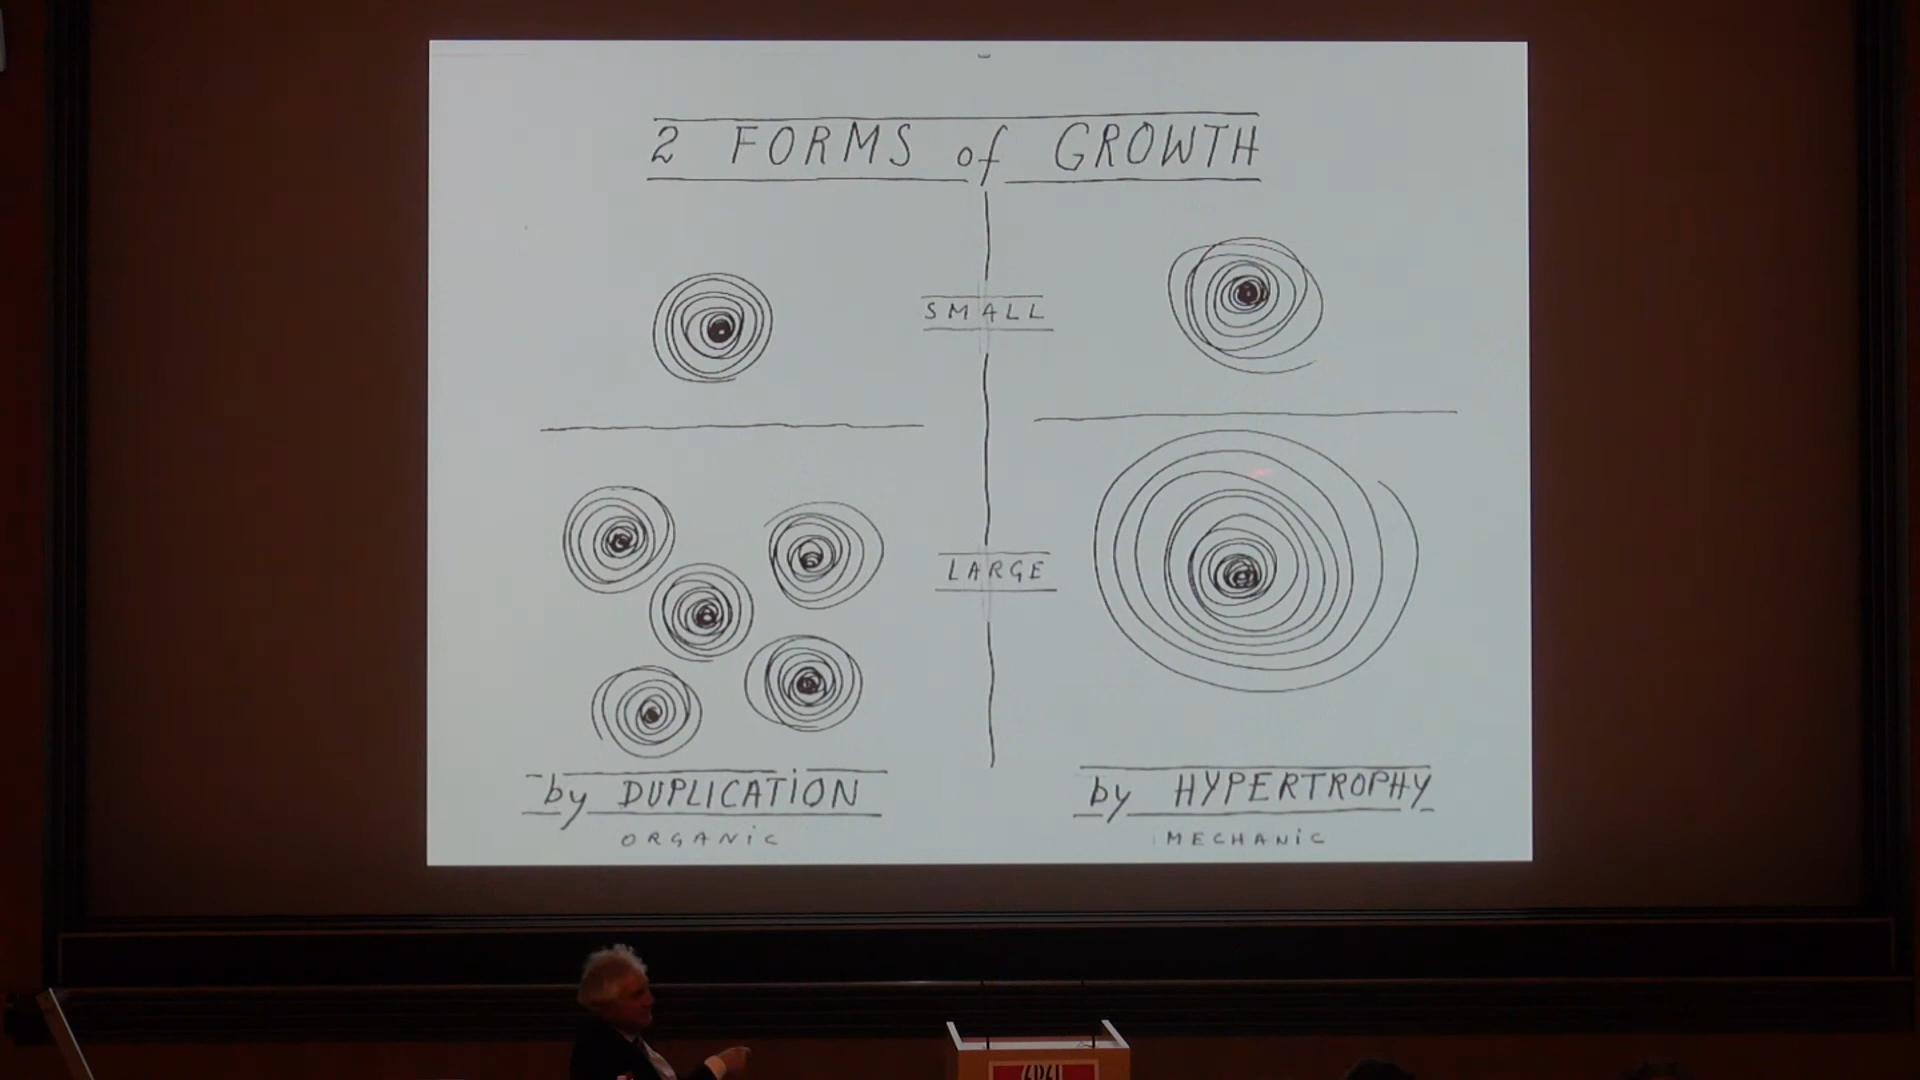 2 FORMS of GROWTH
SMALL
LARGE
by DUPLICATION
ORGANIC
by HYPERTROPHY
MECHANIC